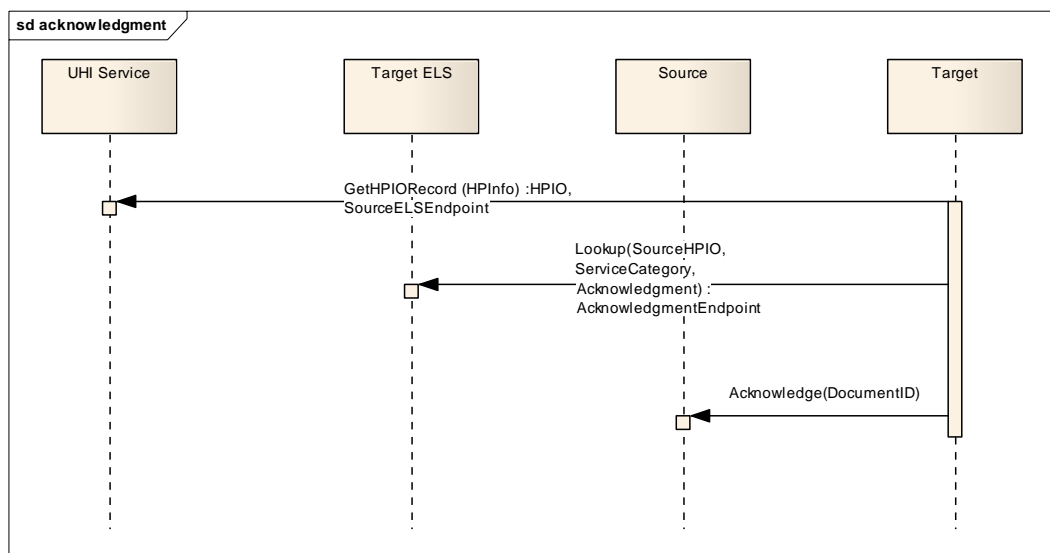 sd acknowledgment
UHI Service
Target ELS
Source
Target
GetHPIORecord (HPInfo) :HPIO,
SourceELSEndpoint
Lookup(SourceHPIO,
ServiceCategory,
Acknowledgment) :
AcknowledgmentEndpoint
Acknowledge(DocumentID)